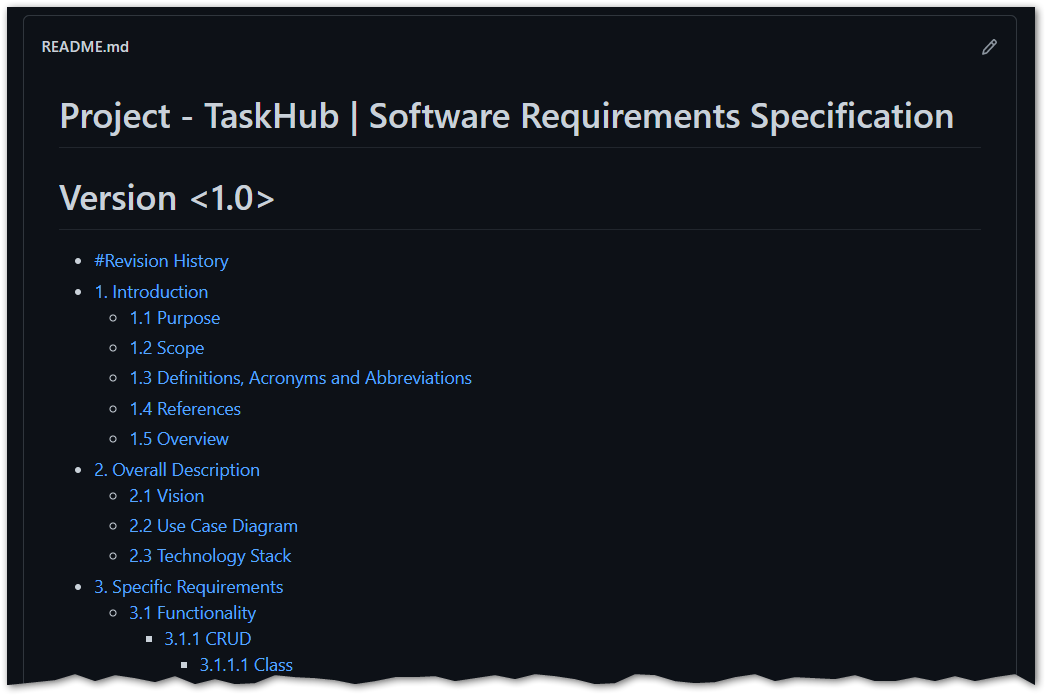 README.md
Project - TaskHub | Software Requirements Specification
Version <1.0>
#Revision History
1. Introduction
1.1 Purpose
1.2 Scope
1.3 Definitions, Acronyms and Abbreviations
1.4 References
1.5 Overview
2. Overall Description
2.1 Vision
2.2 Use Case Diagram
2.3 Technology Stack
3. Specific Requirements
3.1 Functionality
3.1.1 CRUD
3.1.1.1 Class